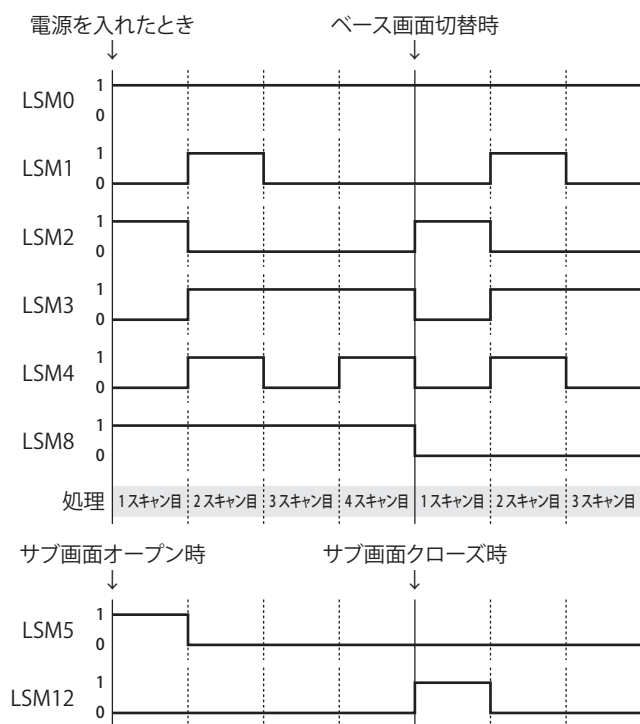 電源を入れたとき ベース画面切替時
↓ ↓
LSM0 1 0
LSM1 1 0
LSM2 1 0
LSM3 1 0
LSM4 1 0
LSM8 1 0
処理 1スキャン目 2スキャン目 3スキャン目 4スキャン目 1スキャン目 2スキャン目 3スキャン目
サブ画面オープン時 サブ画面クローズ時
↓ ↓
LSM5 1 0
LSM12 1 0